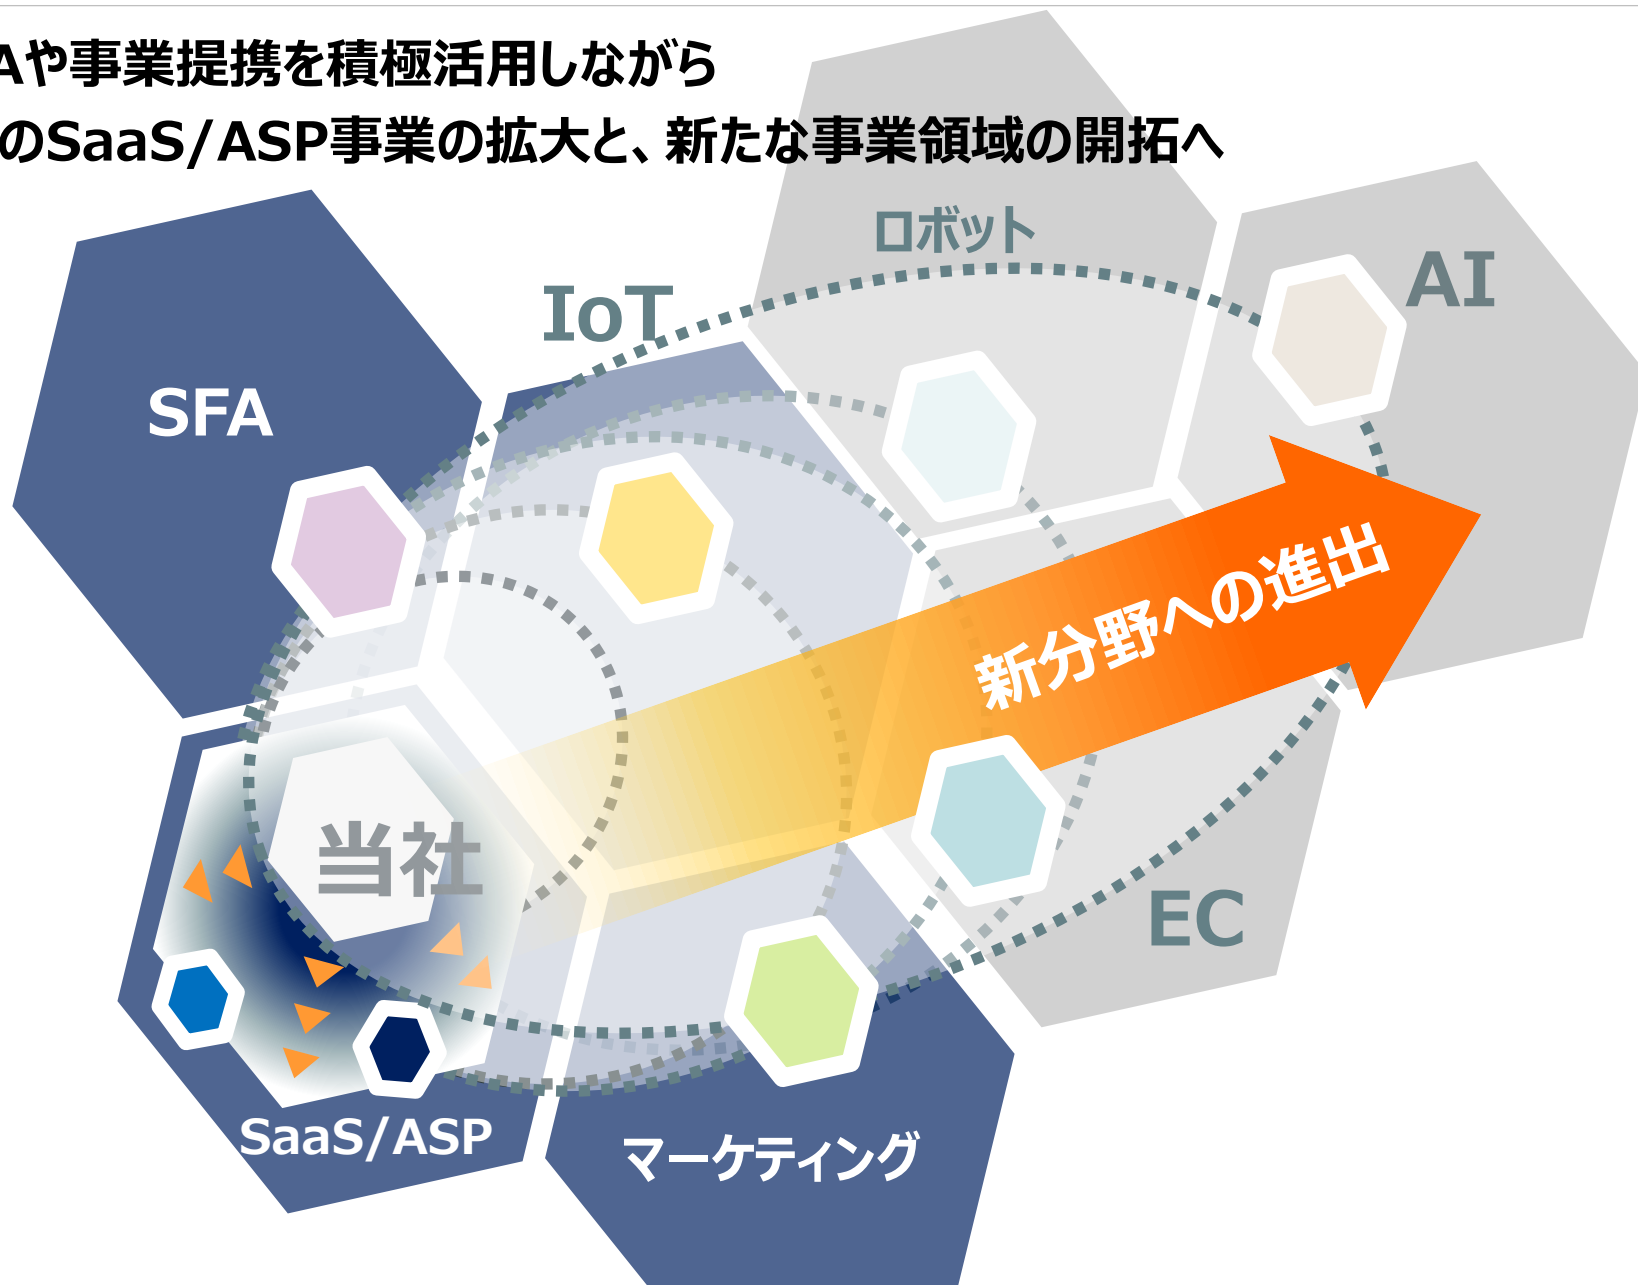 Aや事業提携を積極活用しながら
のSaaS/ASP事業の拡大と、新たな事業領域の開拓へ
ロボット
AI
IoT
SFA
新分野への進出
当社
EC
SaaS/ASP
マーケティング